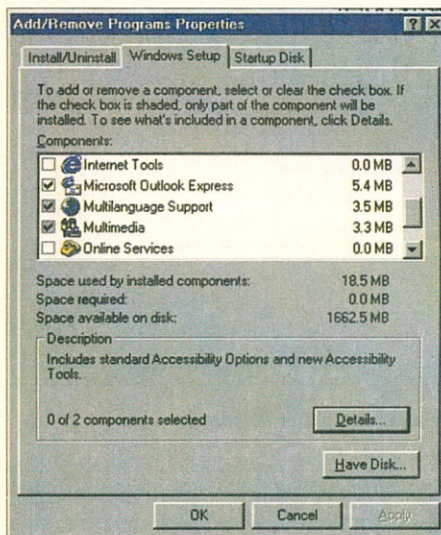 Add/Remove Programs Properties
Install/Uninstall Windows Setup Startup Disk
To add or remove a component, select or clear the check box. If
the check box is shaded, only part of the component will be
installed. To see what's included in a component, click Details.
Components:
Internet Tools 0.0 MB
Microsoft Outlook Express 5.4 MB
Multilanguage Support 3.5 MB
Multimedia 3.3 MB
Online Services 0.0 MB
Space used by installed components: 18.5 MB
Space required: 0.0 MB
Space available on disk: 1662.5 MB
Description
Includes standard Accessibility Options and new Accessibility
Tools.
0 of 2 components selected Details...
Have Disk...
OK Cancel Apply